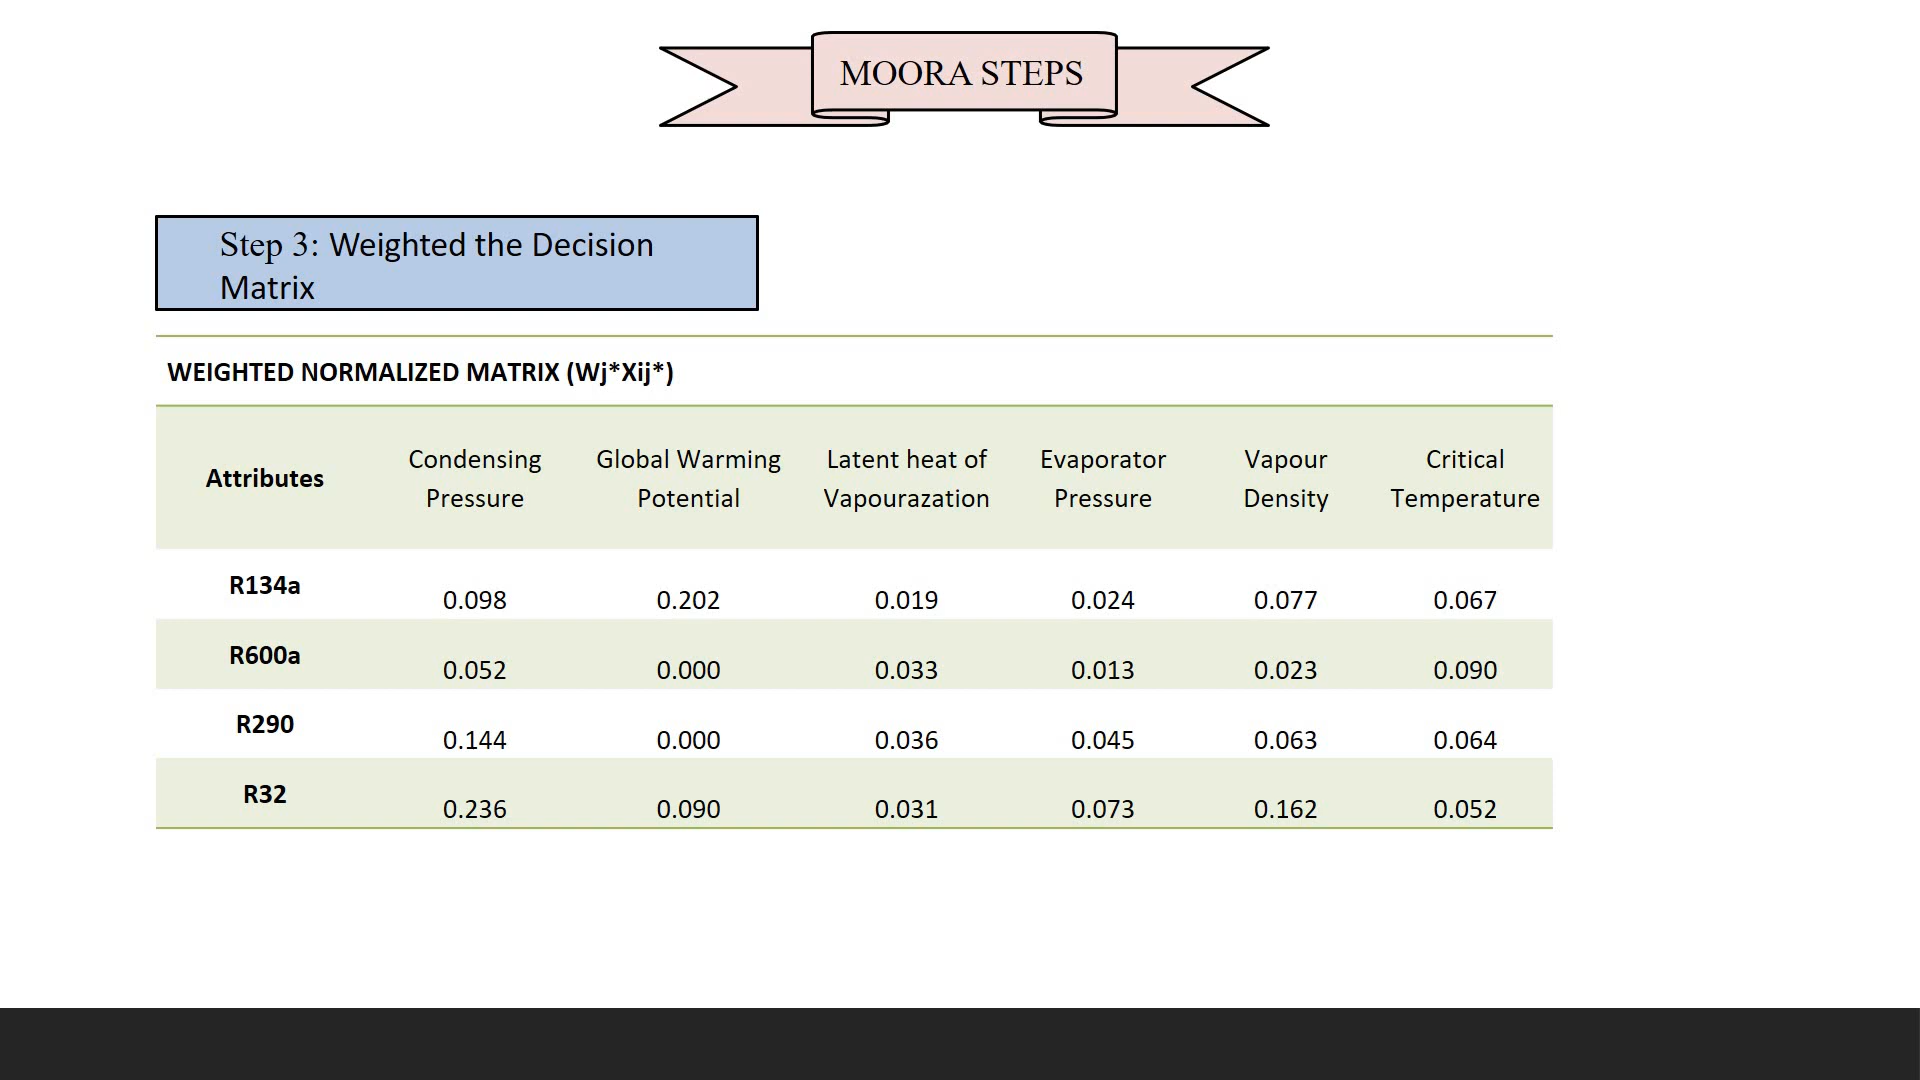 MOORA STEPS
Step 3: Weighted the Decision
Matrix
WEIGHTED NORMALIZED MATRIX (Wj*Xij*)
Attributes Condensing Pressure Global Warming Potential Latent heat of Vapourazation Evaporator Pressure Vapour Density Critical Temperature
R134a 0.098 0.202 0.019 0.024 0.077 0.067
R600a 0.052 0.000 0.033 0.013 0.023 0.090
R290 0.144 0.000 0.036 0.045 0.063 0.064
R32 0.236 0.090 0.031 0.073 0.162 0.052